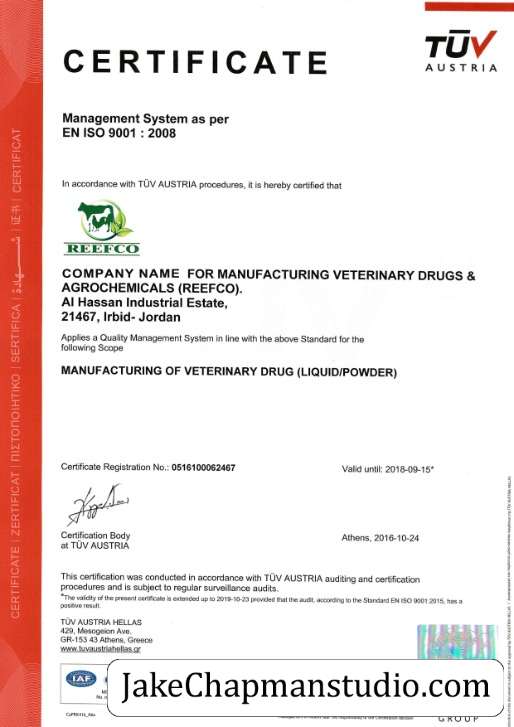 CERTIFICATE
TÜV
AUSTRIA
Management System as per
EN ISO 9001 : 2008
In accordance with TÜV AUSTRIA procedures, it is hereby certified that
REEFCO
COMPANY NAME FOR MANUFACTURING VETERINARY DRUGS &
AGROCHEMICALS (REEFCO).
Al Hassan Industrial Estate,
21467, Irbid- Jordan
Applies a Quality Management System in line with the above Standard for the
following Scope
MANUFACTURING OF VETERINARY DRUG (LIQUID/POWDER)
Certificate Registration No.: 0516100062467
Valid until: 2018-09-15*
Certification Body
at TÜV AUSTRIA
Athens, 2016-10-24
This certification was conducted in accordance with TÜV AUSTRIA auditing and certification
procedures and is subject to regular surveillance audits.
*The validity of the present certificate is extended up to 2019-10-23 provided that the audit, according to the Standard EN ISO 9001:2015, has a
positive result.
TÜV AUSTRIA HELLAS
429, Mesogeion Ave.
GR-153 43 Athens, Greece
www.tuvaustriahellas.gr
IAF
JakeChapmanstudio.com
GROUP
CERTIFICATE | ZERTIFICAT | ΠΙΣΤΟΠΟΙΗΤΙΚΟ | SERTIFICA | شهادة | 证书 | CERTIFICAT